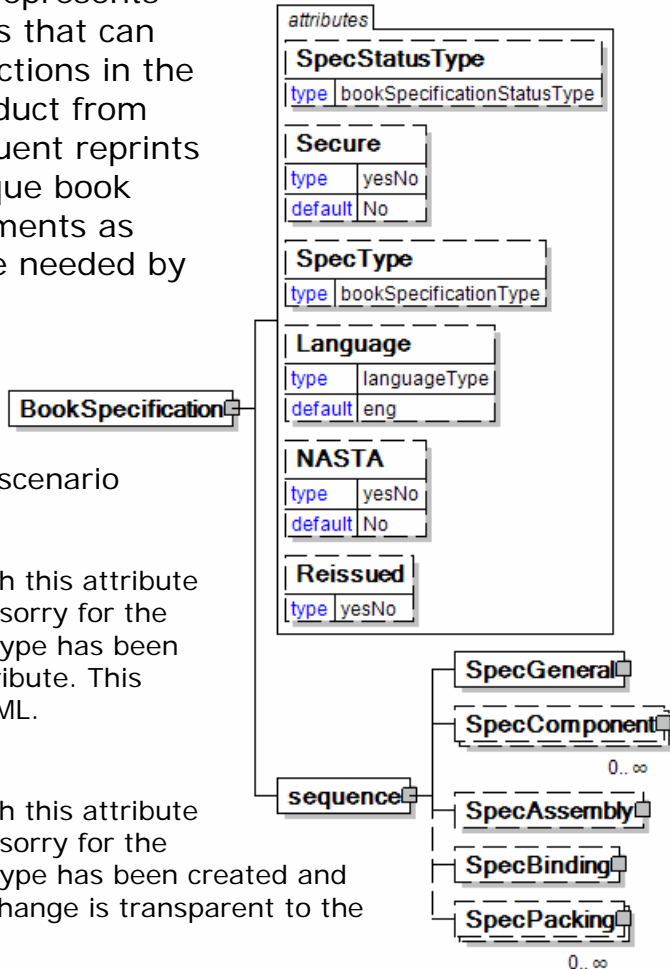 represents
s that can
ctions in the
duct from
uent reprints
que book
ments as
e needed by
scenario
h this attribute
sorry for the
ype has been
ribute. This
ML.
h this attribute
sorry for the
ype has been created and
hange is transparent to the
BookSpecification
attributes
SpecStatusType
type bookSpecificationStatusType
Secure
type yesNo
default No
SpecType
type bookSpecificationType
Language
type languageType
default eng
NASTA
type yesNo
default No
Reissued
type yesNo
sequence
SpecGeneral
SpecComponent
0.. ∞
SpecAssembly
SpecBinding
SpecPacking
0.. ∞